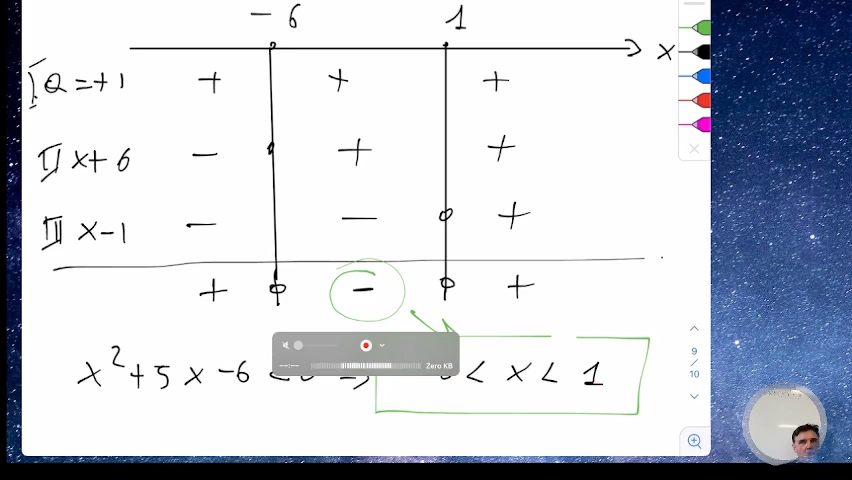 -6 1
x
I a=+1 + + +
II x+6 - + +
III x-1 - - +
+ - +
x²+5x-6 < x < 1
Zero KB
9
/
10